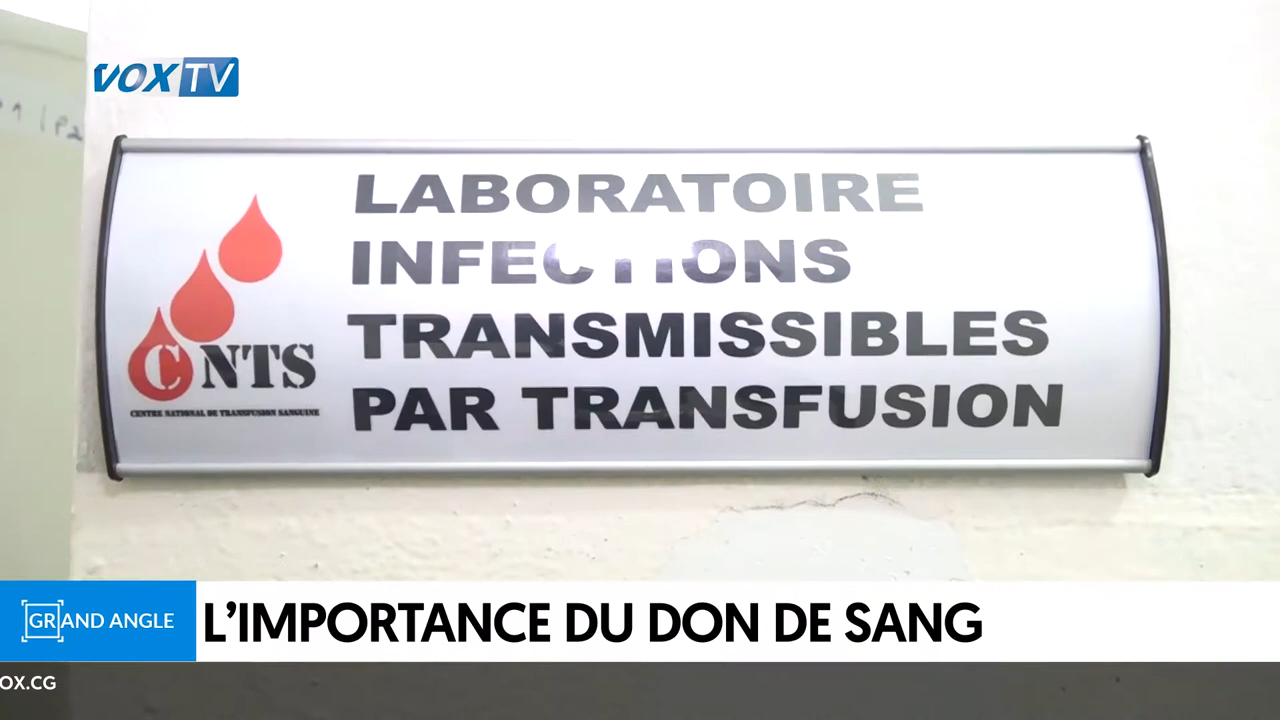 VOXTV
LABORATOIRE
INFECTIONS
TRANSMISSIBLES
PAR TRANSFUSION
CNTS
CENTRE NATIONAL DE TRANSFUSION SANGUINE
GRAND ANGLE
L'IMPORTANCE DU DON DE SANG
OX.CG